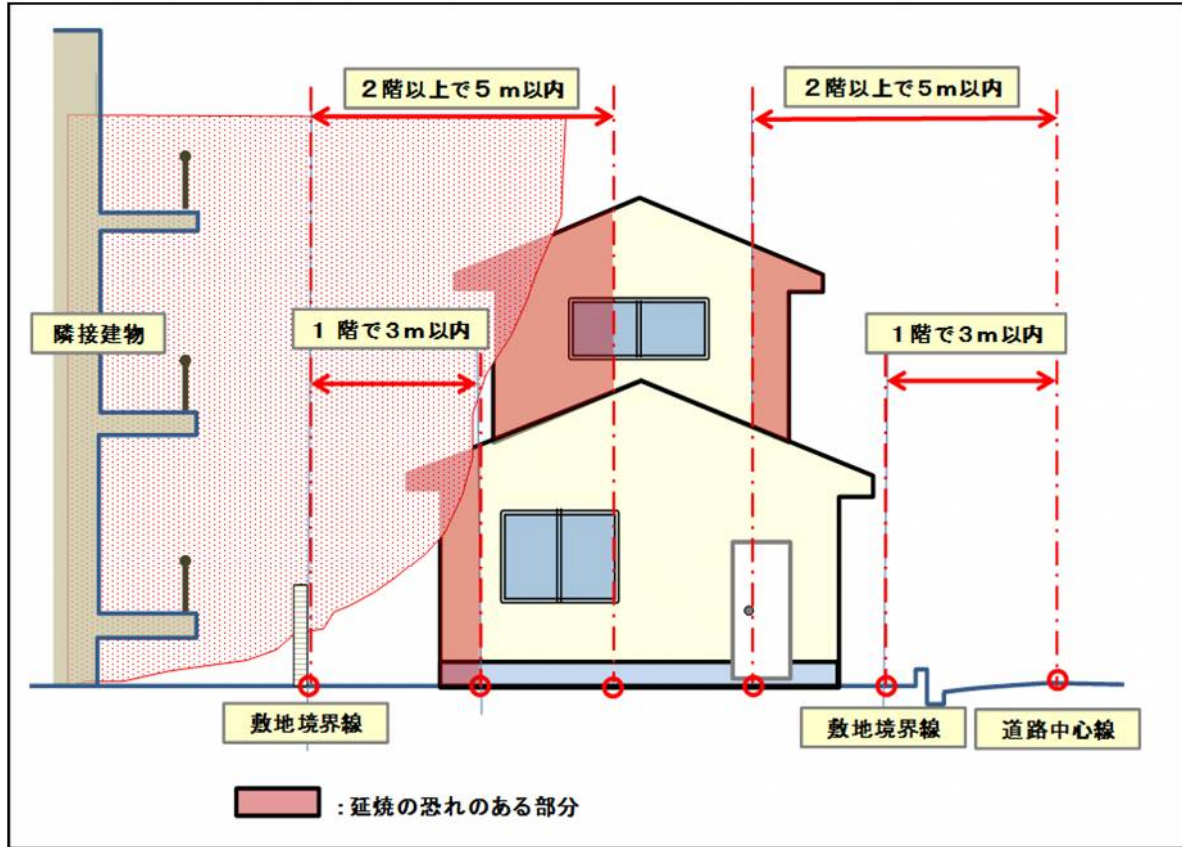 2階以上で5m以内
2階以上で5m以内
隣接建物
1階で3m以内
1階で3m以内
敷地境界線
敷地境界線
道路中心線
:延焼の恐れのある部分